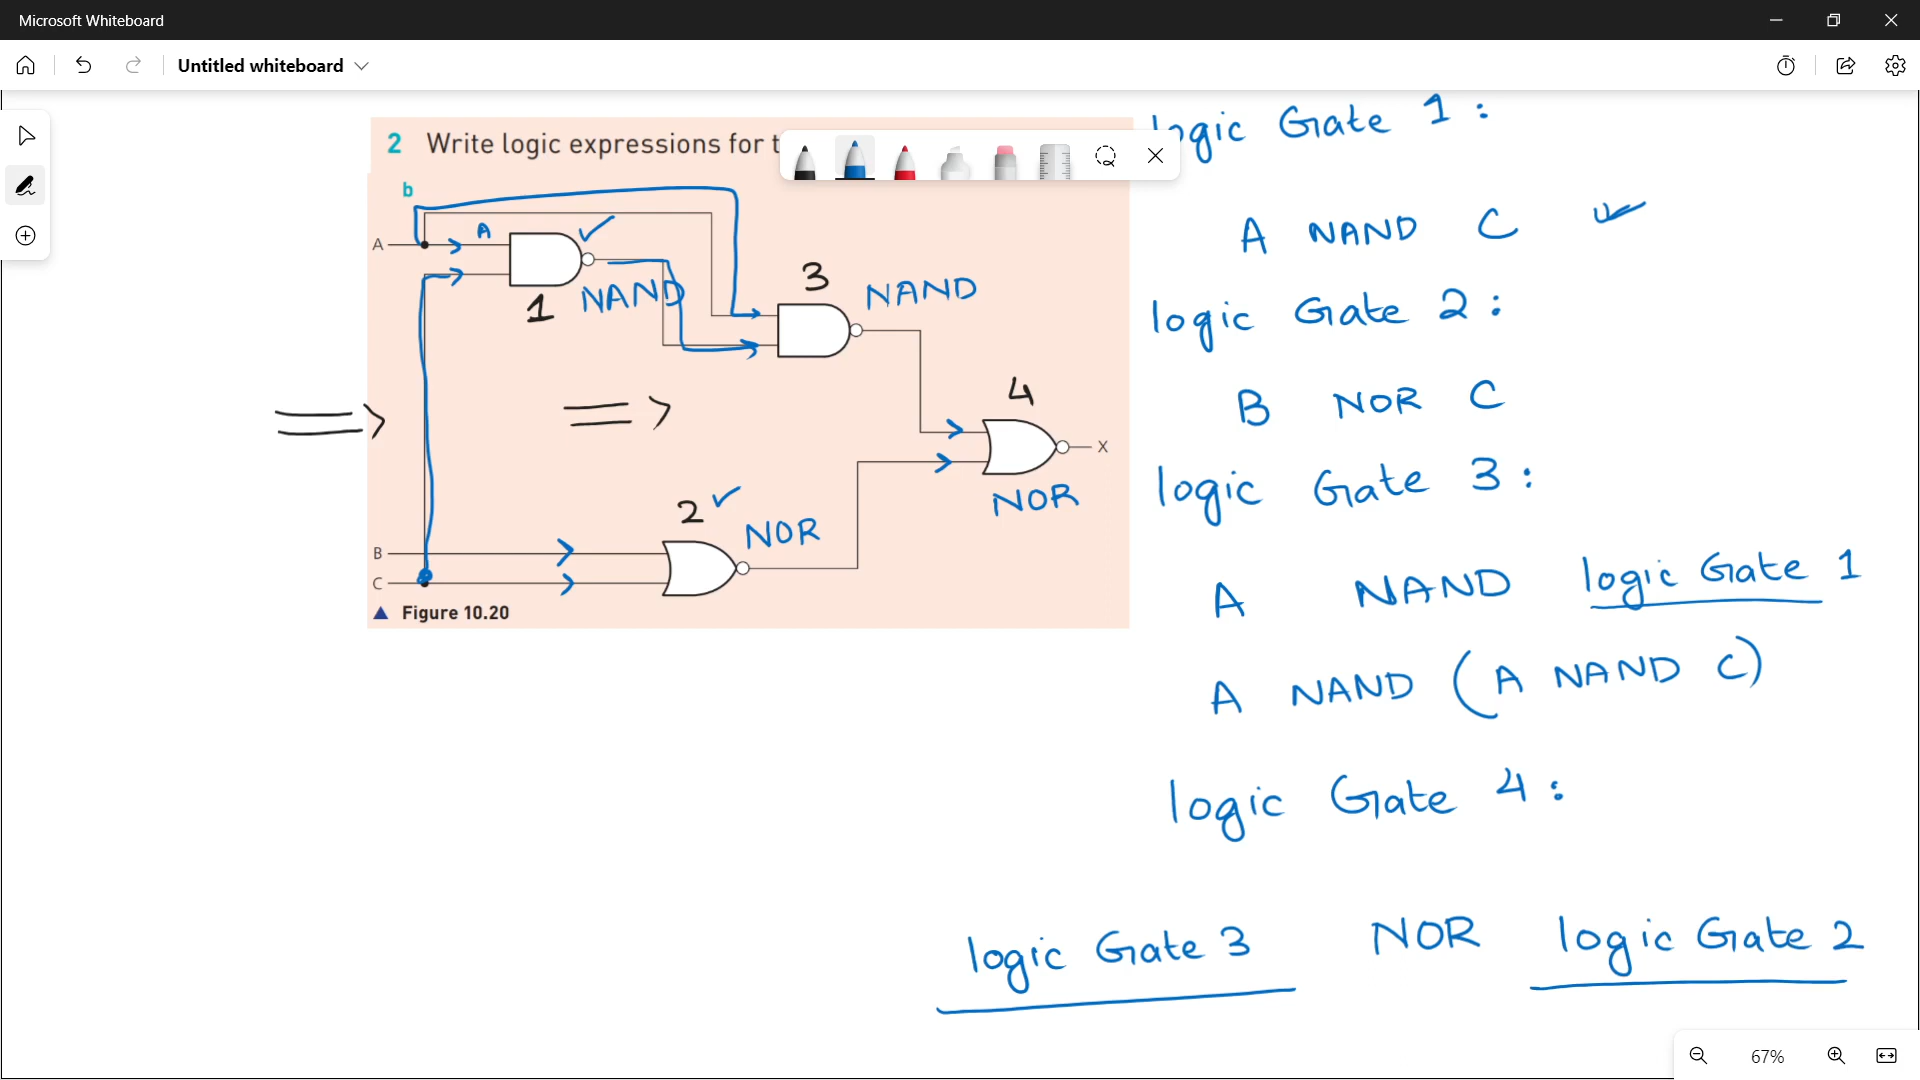 Microsoft Whiteboard
Untitled whiteboard
2 Write logic expressions for
b
A
A
1
NAND
3
NAND
4
X
NOR
2
NOR
B
C
▲ Figure 10.20
logic Gate 1 :
A NAND C
logic Gate 2 :
B NOR C
logic Gate 3 :
A NAND logic Gate 1
A NAND (A NAND C)
logic Gate 4 :
logic Gate 3 NOR logic Gate 2
67%